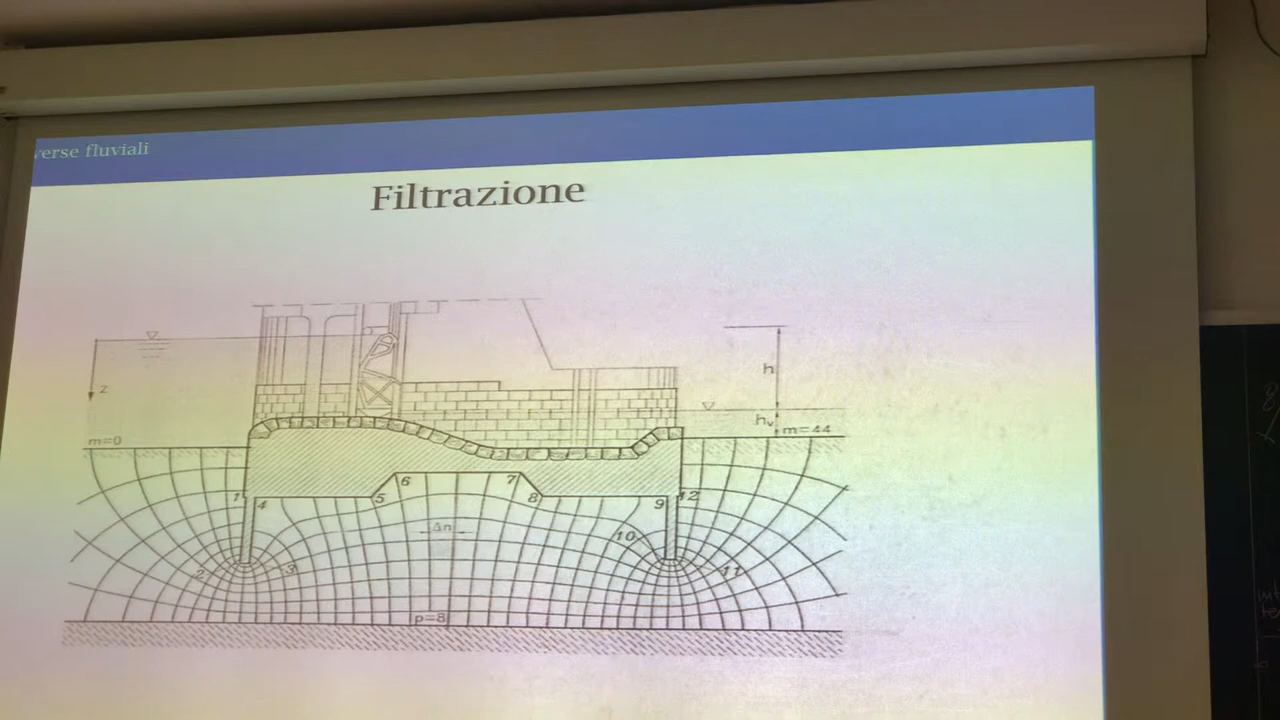 verse fluviali
Filtrazione
z
h
h_v
m=0
m=44
1
4
5
6
7
8
9
12
Δn
10
2
3
11
p=8